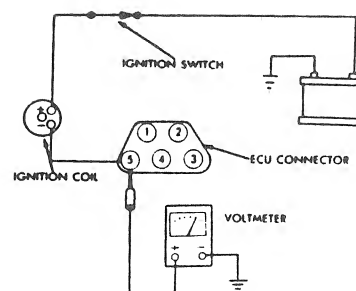 IGNITION SWITCH
+
−
1 2
5 4 3
ECU CONNECTOR
IGNITION COIL
VOLTMETER
+ −